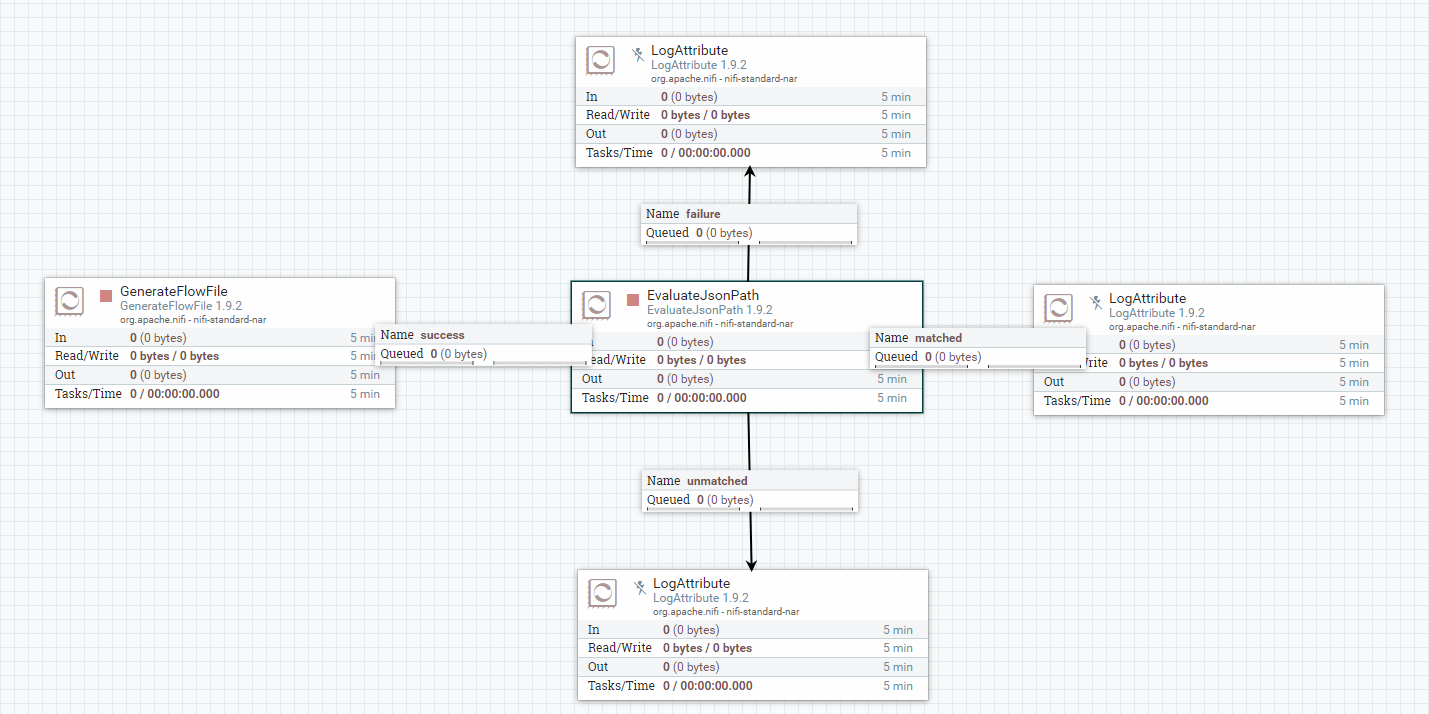 LogAttribute
LogAttribute 1.9.2
org.apache.nifi - nifi-standard-nar
In 0 (0 bytes) 5 min
Read/Write 0 bytes / 0 bytes 5 min
Out 0 (0 bytes) 5 min
Tasks/Time 0 / 00:00:00.000 5 min
Name failure
Queued 0 (0 bytes)
GenerateFlowFile
GenerateFlowFile 1.9.2
org.apache.nifi - nifi-standard-nar
In 0 (0 bytes) 5 min
Read/Write 0 bytes / 0 bytes 5 min
Out 0 (0 bytes) 5 min
Tasks/Time 0 / 00:00:00.000 5 min
Name success
Queued 0 (0 bytes)
EvaluateJsonPath
EvaluateJsonPath 1.9.2
org.apache.nifi - nifi-standard-nar
0 (0 bytes)
ead/Write 0 bytes / 0 bytes
Out 0 (0 bytes) 5 min
Tasks/Time 0 / 00:00:00.000 5 min
Name matched
Queued 0 (0 bytes)
LogAttribute
LogAttribute 1.9.2
org.apache.nifi - nifi-standard-nar
0 (0 bytes) 5 min
Write 0 bytes / 0 bytes 5 min
Out 0 (0 bytes) 5 min
Tasks/Time 0 / 00:00:00.000 5 min
Name unmatched
Queued 0 (0 bytes)
LogAttribute
LogAttribute 1.9.2
org.apache.nifi - nifi-standard-nar
In 0 (0 bytes) 5 min
Read/Write 0 bytes / 0 bytes 5 min
Out 0 (0 bytes) 5 min
Tasks/Time 0 / 00:00:00.000 5 min